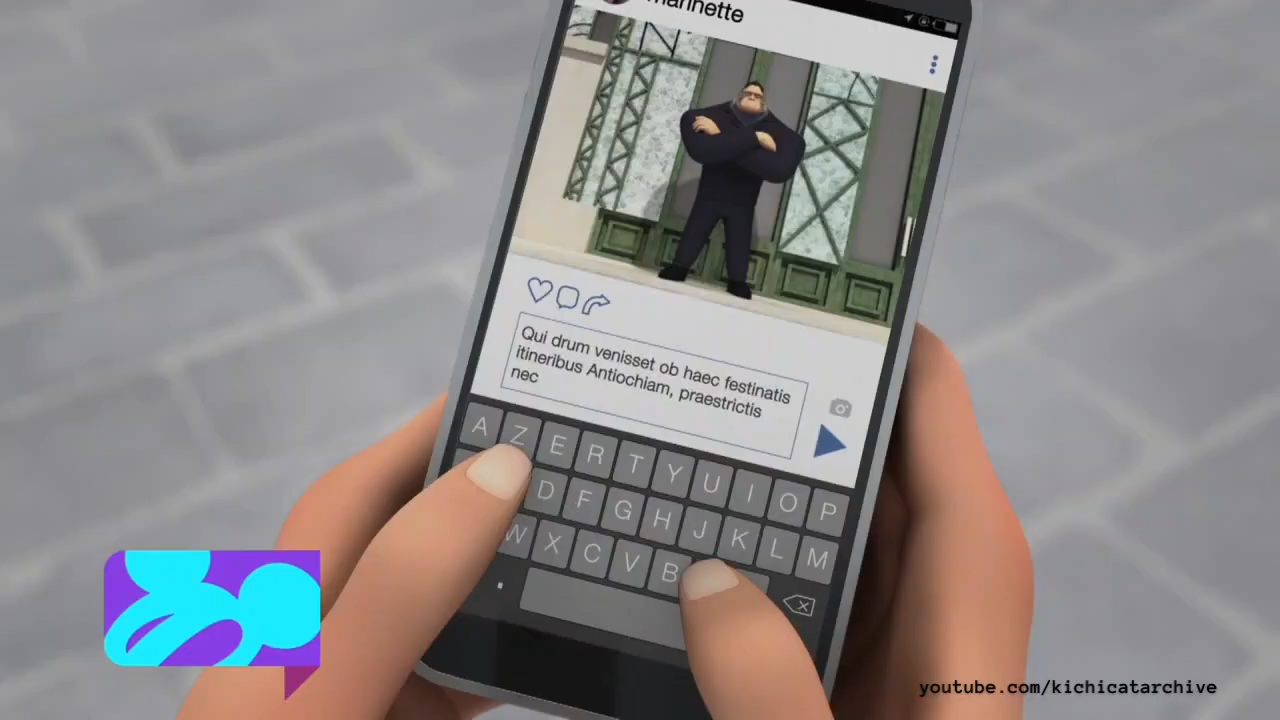 marinette
Qui drum venisset ob haec festinatis
itineribus Antiochiam, praestrictis
nec
A Z E R T Y U I O P
D F G H J K L M
W X C V B
youtube.com/kichicatarchive